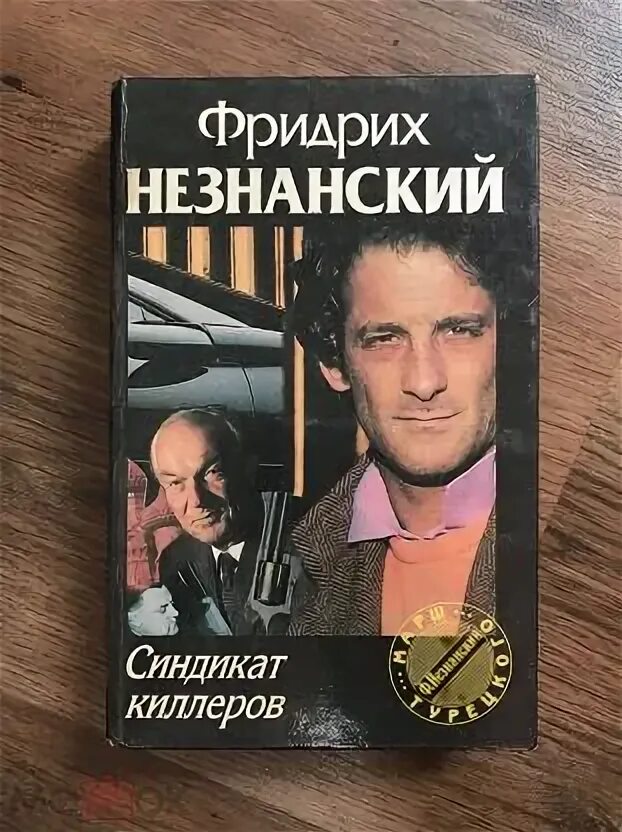 Фридрих
НЕЗНАНСКИЙ
Синдикат
киллеров
МАРШ
Ф.Незнанский
ТУРЕЦКОГО